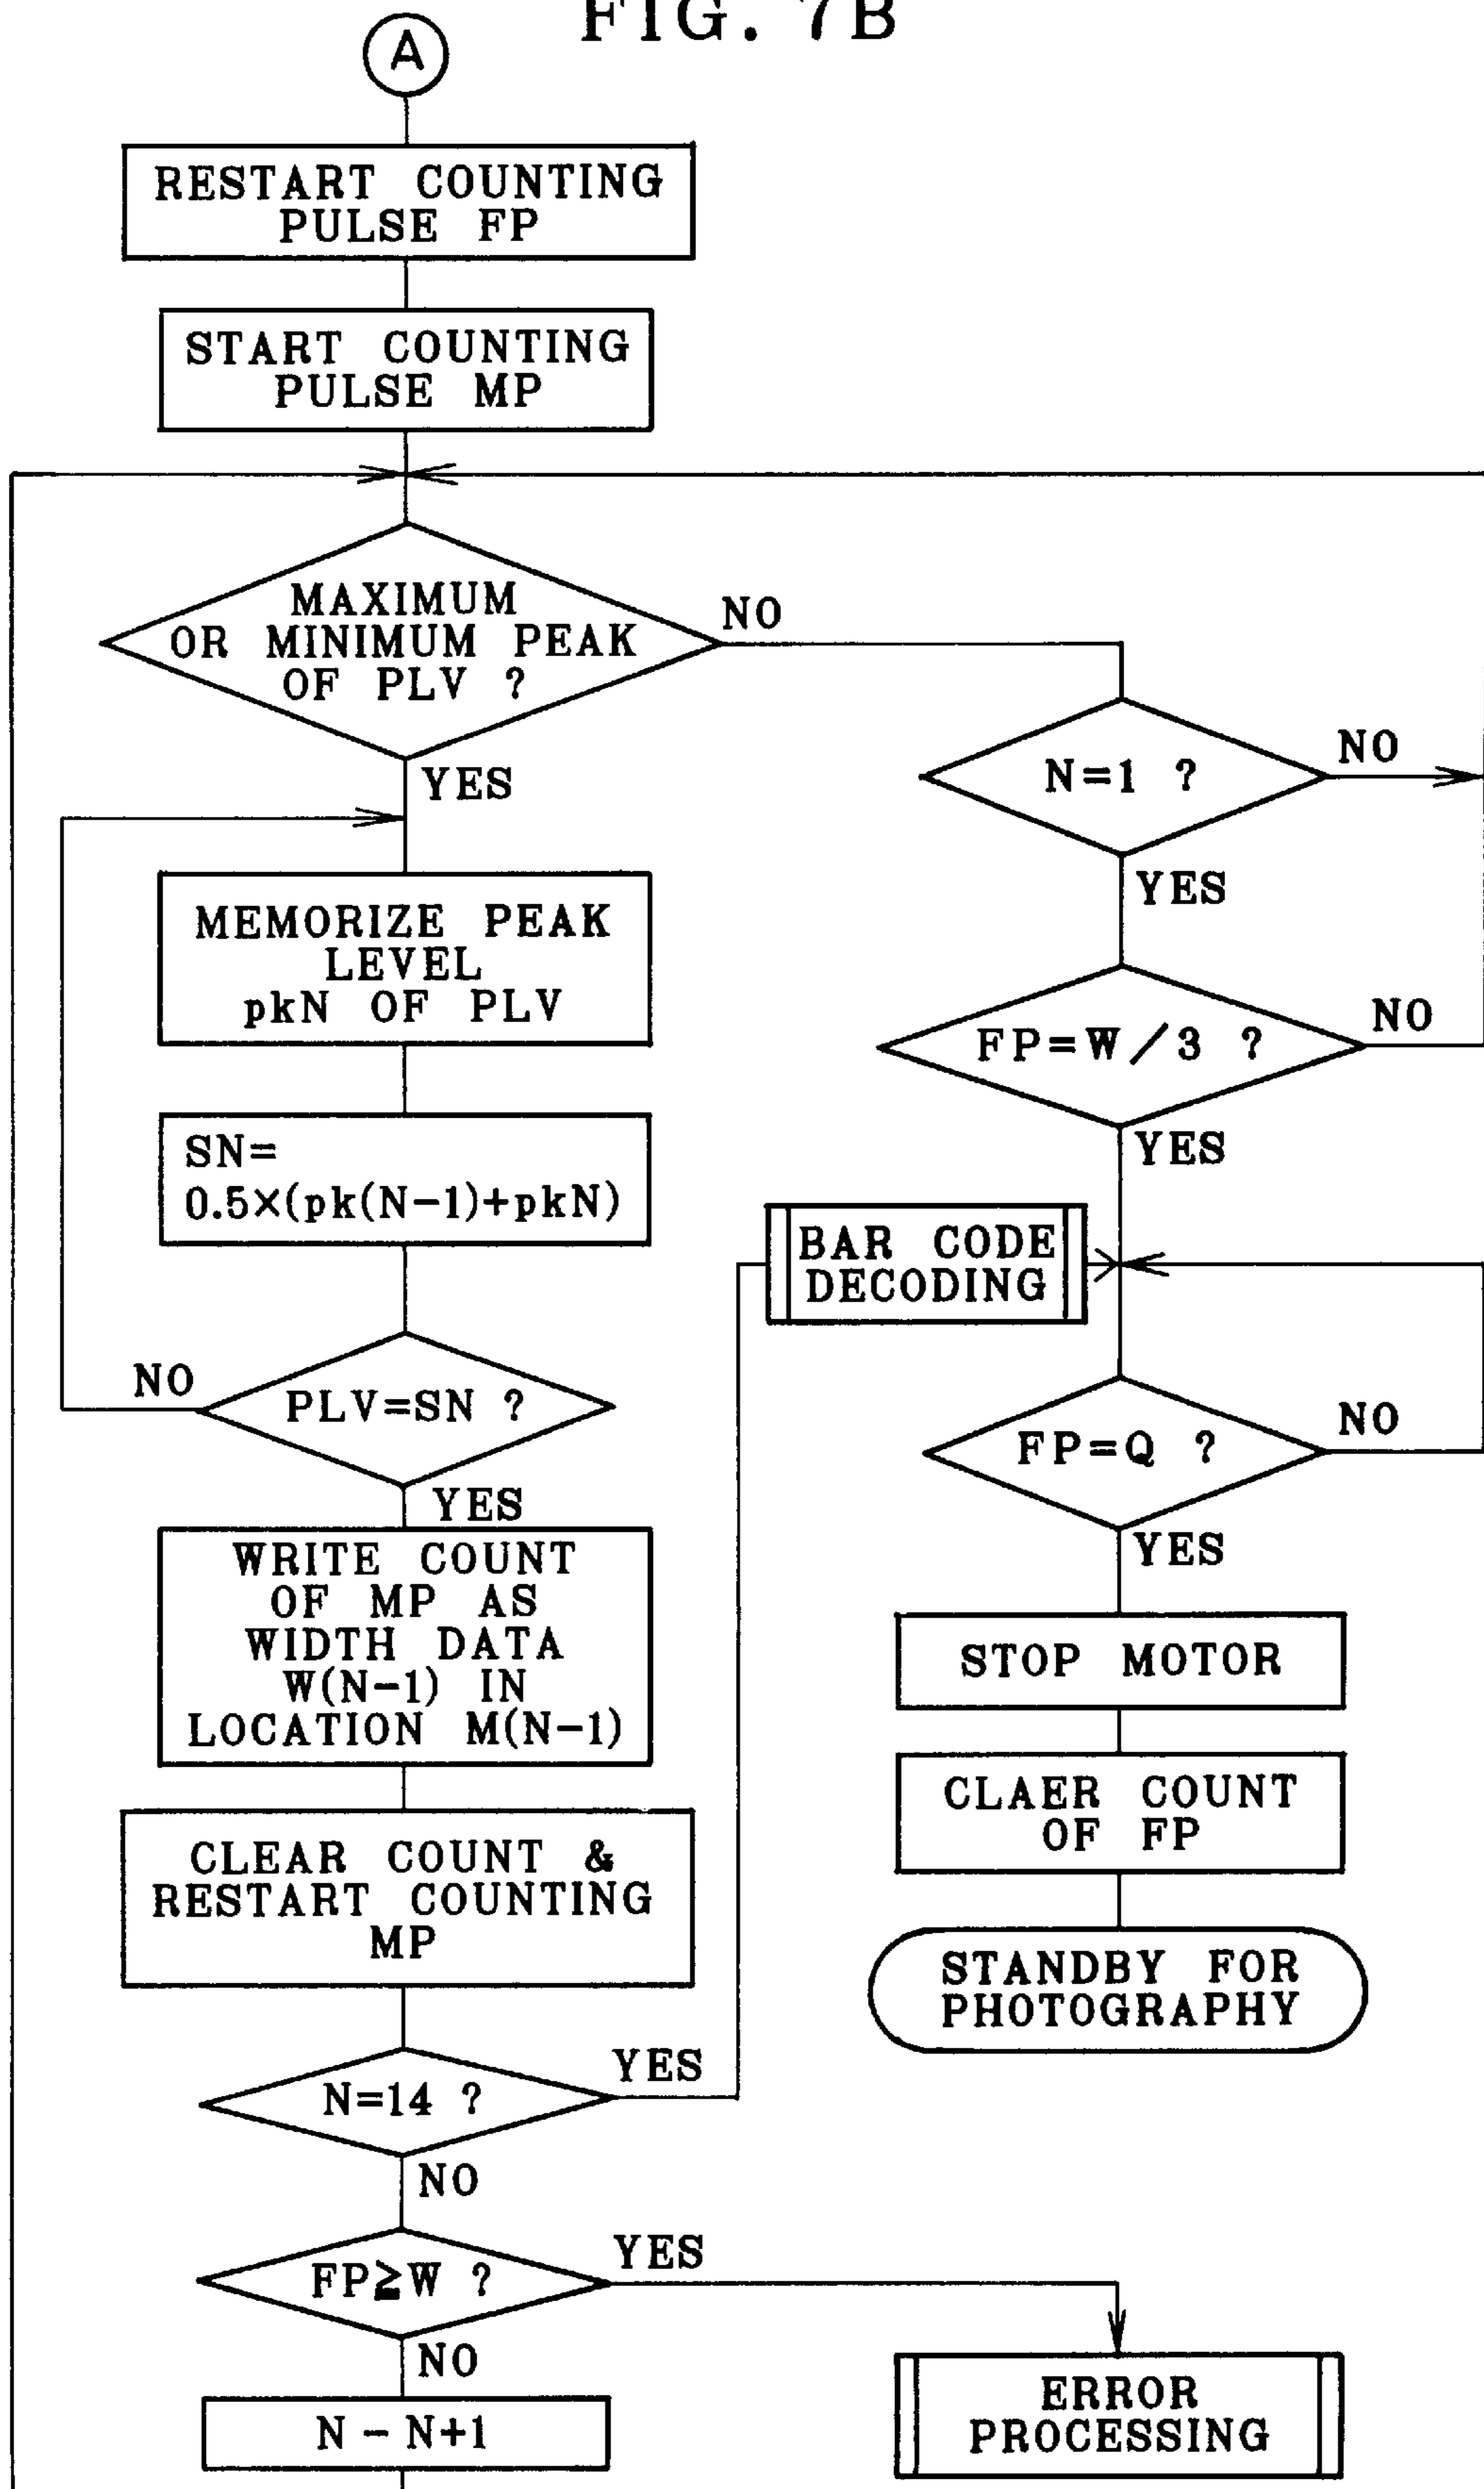 FIG. 7B
A
RESTART COUNTING
PULSE FP
START COUNTING
PULSE MP
MAXIMUM
OR MINIMUM PEAK
OF PLV ?
NO
YES
N=1 ?
NO
YES
MEMORIZE PEAK
LEVEL
pkN OF PLV
FP=W/3 ?
NO
YES
SN=
0.5×(pk(N-1)+pkN)
BAR CODE
DECODING
PLV=SN ?
NO
YES
FP=Q ?
NO
YES
WRITE COUNT
OF MP AS
WIDTH DATA
W(N-1) IN
LOCATION M(N-1)
STOP MOTOR
CLAER COUNT
OF FP
CLEAR COUNT &
RESTART COUNTING
MP
STANDBY FOR
PHOTOGRAPHY
N=14 ?
YES
NO
FP≧W ?
YES
NO
N-N+1
ERROR
PROCESSING